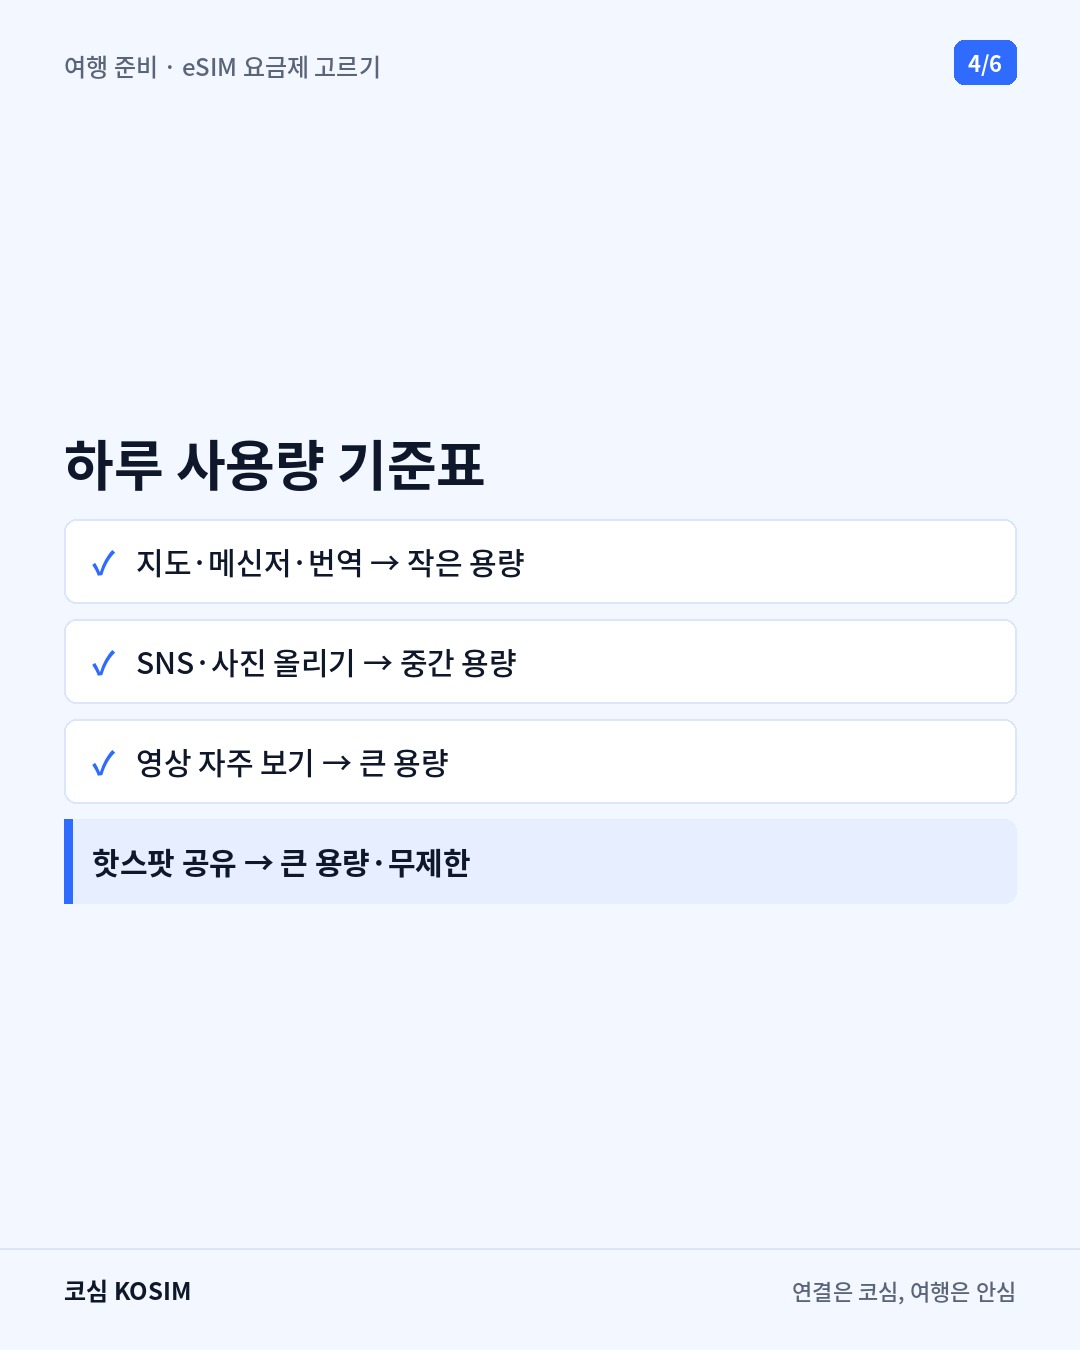 여행 준비 · eSIM 요금제 고르기
4/6
하루 사용량 기준표
✓ 지도·메신저·번역 → 작은 용량
✓ SNS·사진 올리기 → 중간 용량
✓ 영상 자주 보기 → 큰 용량
핫스팟 공유 → 큰 용량·무제한
코심 KOSIM
연결은 코심, 여행은 안심